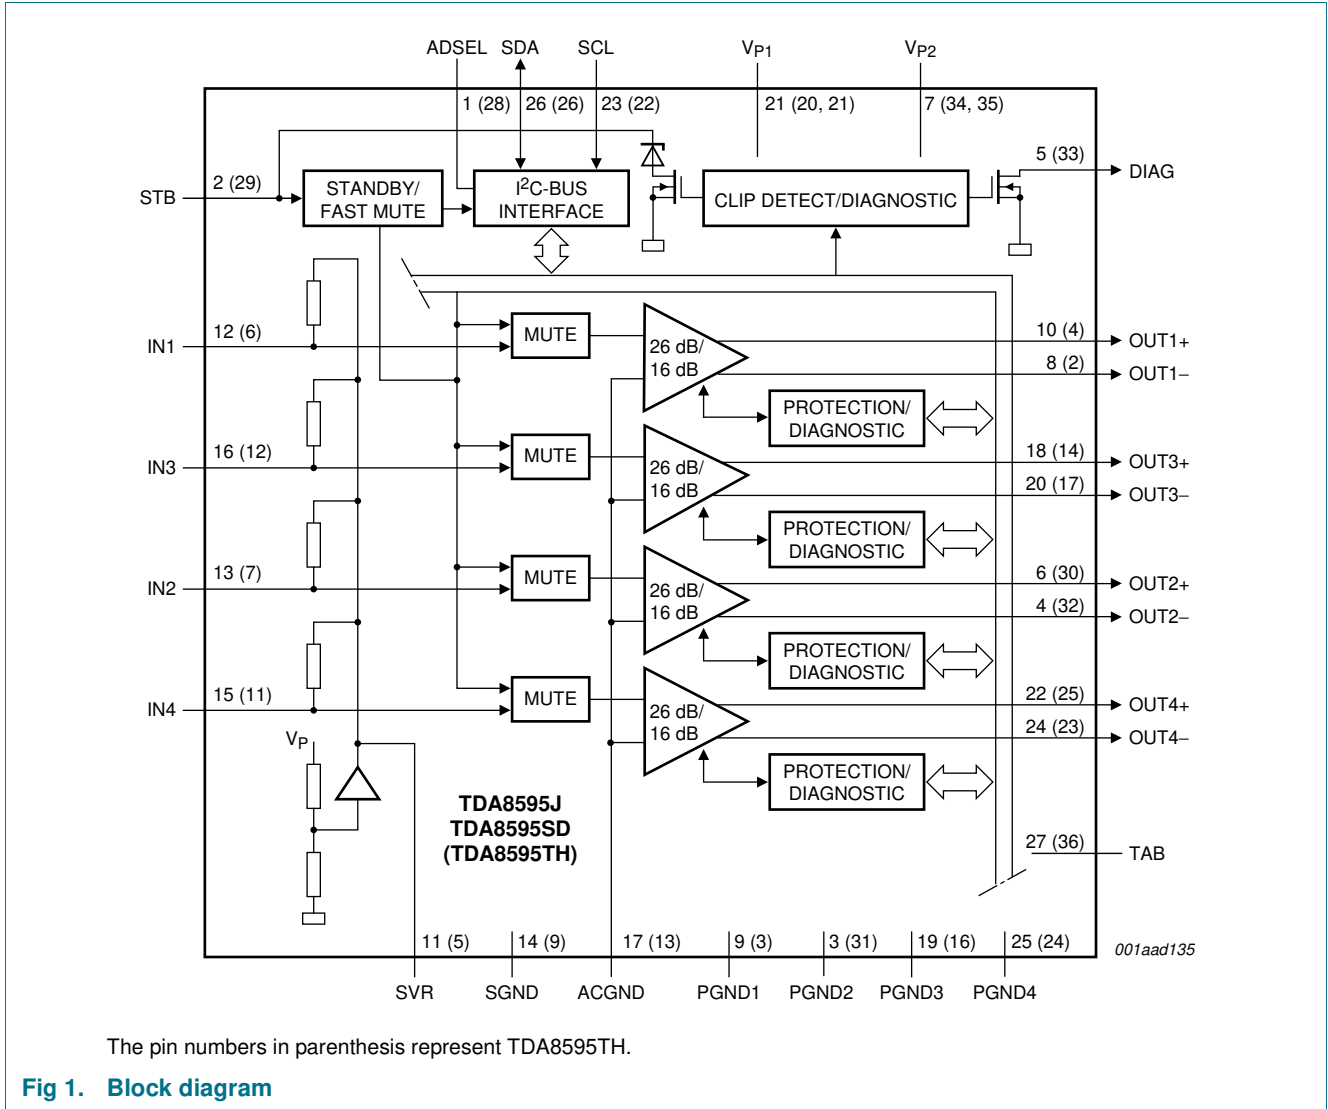 ADSEL SDA SCL VP1 VP2
1 (28) 26 (26) 23 (22) 21 (20, 21) 7 (34, 35)
5 (33)
DIAG
STB
2 (29)
STANDBY/
FAST MUTE
I2C-BUS
INTERFACE
CLIP DETECT/DIAGNOSTIC
IN1
12 (6)
MUTE
26 dB/
16 dB
10 (4)
OUT1+
8 (2)
OUT1−
PROTECTION/
DIAGNOSTIC
IN3
16 (12)
MUTE
26 dB/
16 dB
18 (14)
OUT3+
20 (17)
OUT3−
PROTECTION/
DIAGNOSTIC
IN2
13 (7)
MUTE
26 dB/
16 dB
6 (30)
OUT2+
4 (32)
OUT2−
PROTECTION/
DIAGNOSTIC
IN4
15 (11)
MUTE
26 dB/
16 dB
22 (25)
OUT4+
24 (23)
OUT4−
PROTECTION/
DIAGNOSTIC
VP
TDA8595J
TDA8595SD
(TDA8595TH)
27 (36)
TAB
11 (5) 14 (9) 17 (13) 9 (3) 3 (31) 19 (16) 25 (24)
001aad135
SVR SGND ACGND PGND1 PGND2 PGND3 PGND4
The pin numbers in parenthesis represent TDA8595TH.
Fig 1. Block diagram